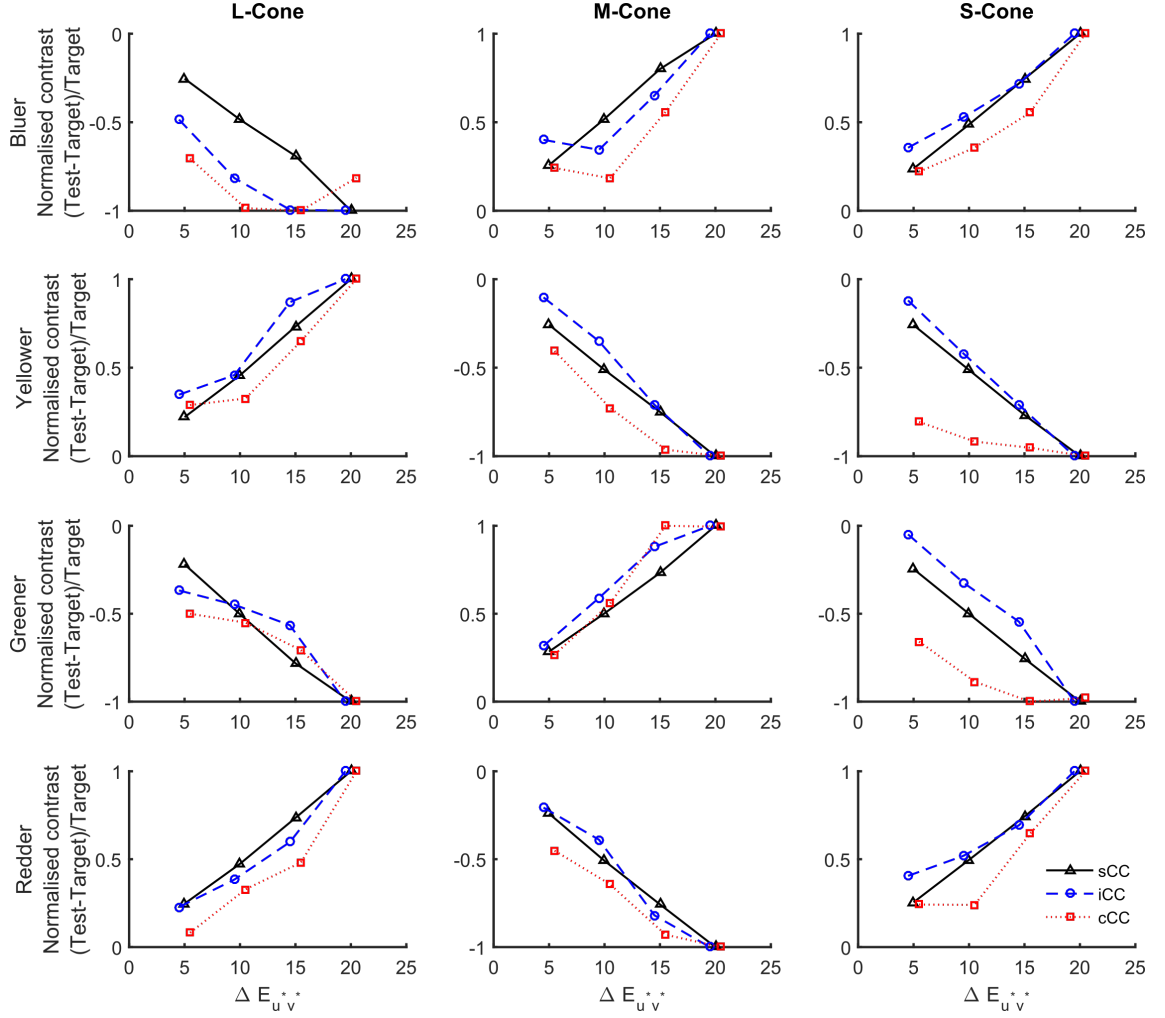 L-Cone M-Cone S-Cone
Bluer
Normalised contrast
(Test-Target)/Target
0
-0.5
-1
0 5 10 15 20 25
1
0.5
0
0 5 10 15 20 25
1
0.5
0
0 5 10 15 20 25
Yellower
Normalised contrast
(Test-Target)/Target
1
0.5
0
0 5 10 15 20 25
0
-0.5
-1
0 5 10 15 20 25
0
-0.5
-1
0 5 10 15 20 25
Greener
Normalised contrast
(Test-Target)/Target
0
-0.5
-1
0 5 10 15 20 25
1
0.5
0
0 5 10 15 20 25
0
-0.5
-1
0 5 10 15 20 25
Redder
Normalised contrast
(Test-Target)/Target
1
0.5
0
0 5 10 15 20 25
Δ E u*v*
0
-0.5
-1
0 5 10 15 20 25
Δ E u*v*
1
0.5
0
0 5 10 15 20 25
Δ E u*v*
sCC
iCC
cCC